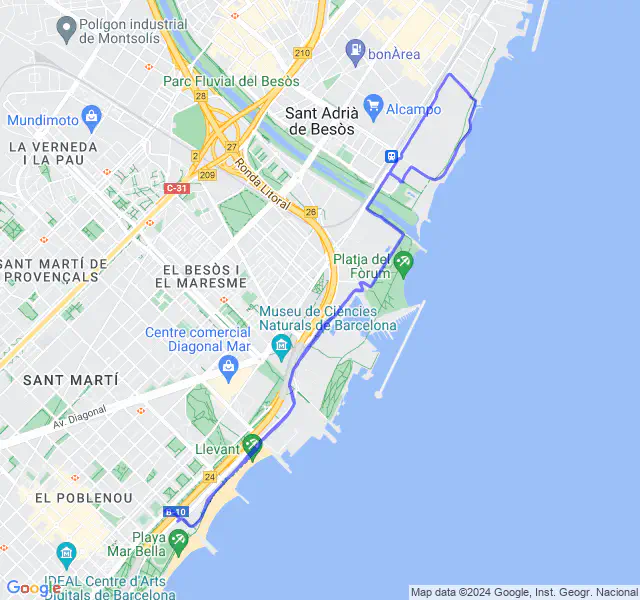 Polígon industrial
de Montsolís
210
bonÀrea
Parc Fluvial del Besòs
28
Mundimoto
Sant Adrià
de Besòs
Alcampo
LA VERNEDA
I LA PAU
2
27
209
C-31
Ronda Litoral
26
SANT MARTÍ DE
PROVENÇALS
EL BESÒS I
EL MARESME
Platja del
Fòrum
Museu de Ciències
Naturals de Barcelona
Centre comercial
Diagonal Mar
SANT MARTÍ
Av. Diagonal
Llevant
24
EL POBLENOU
B-10
Playa
Mar Bella
IDEAL Centre d'Arts
Digitals de Barcelona
Google
Map data ©2024 Google, Inst. Geogr. Nacional